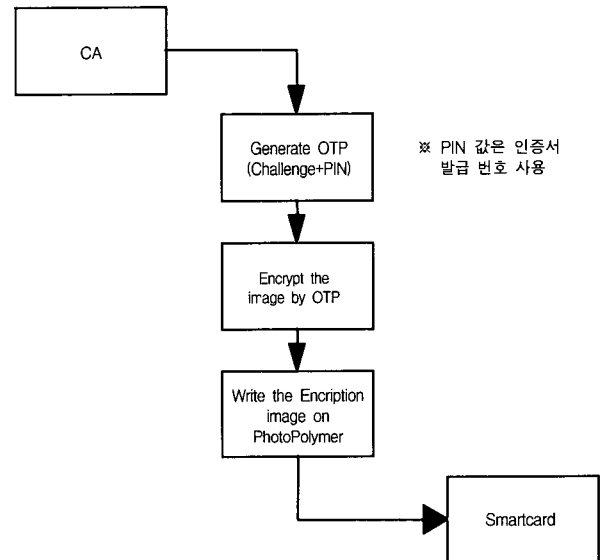 CA
Generate OTP
(Challenge+PIN)
※ PIN 값은 인증서
발급 번호 사용
Encrypt the
image by OTP
Write the Encription
image on
PhotoPolymer
Smartcard